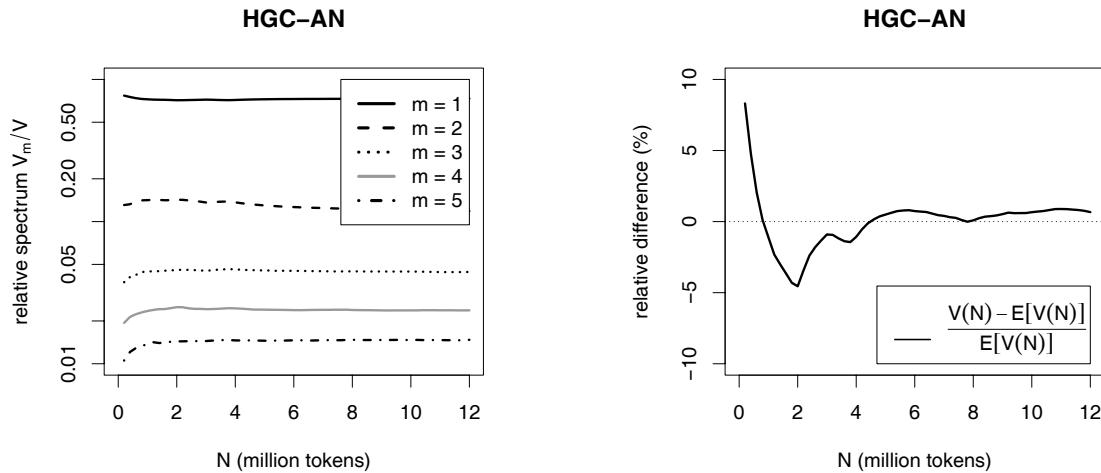 HGC−AN
relative spectrum Vm/V
0.50
0.20
0.05
0.01
m = 1
m = 2
m = 3
m = 4
m = 5
0 2 4 6 8 10 12
N (million tokens)
HGC−AN
relative difference (%)
10
5
0
−5
−10
V(N) − E[V(N)]
E[V(N)]
0 2 4 6 8 10 12
N (million tokens)